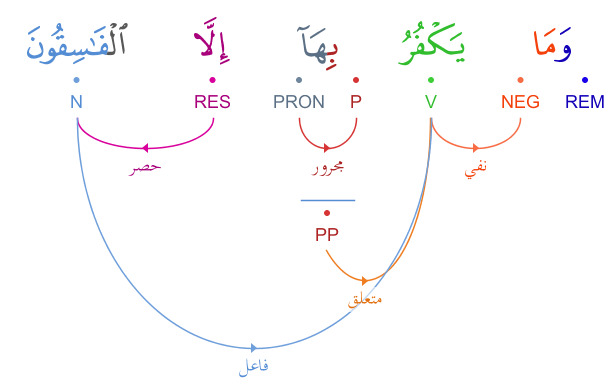 وَمَا يَكْفُرُ بِهَآ إِلَّا ٱلْفَـٰسِقُونَ
REM NEG V P PRON RES N
نفي مجرور حصر
PP
متعلق
فاعل